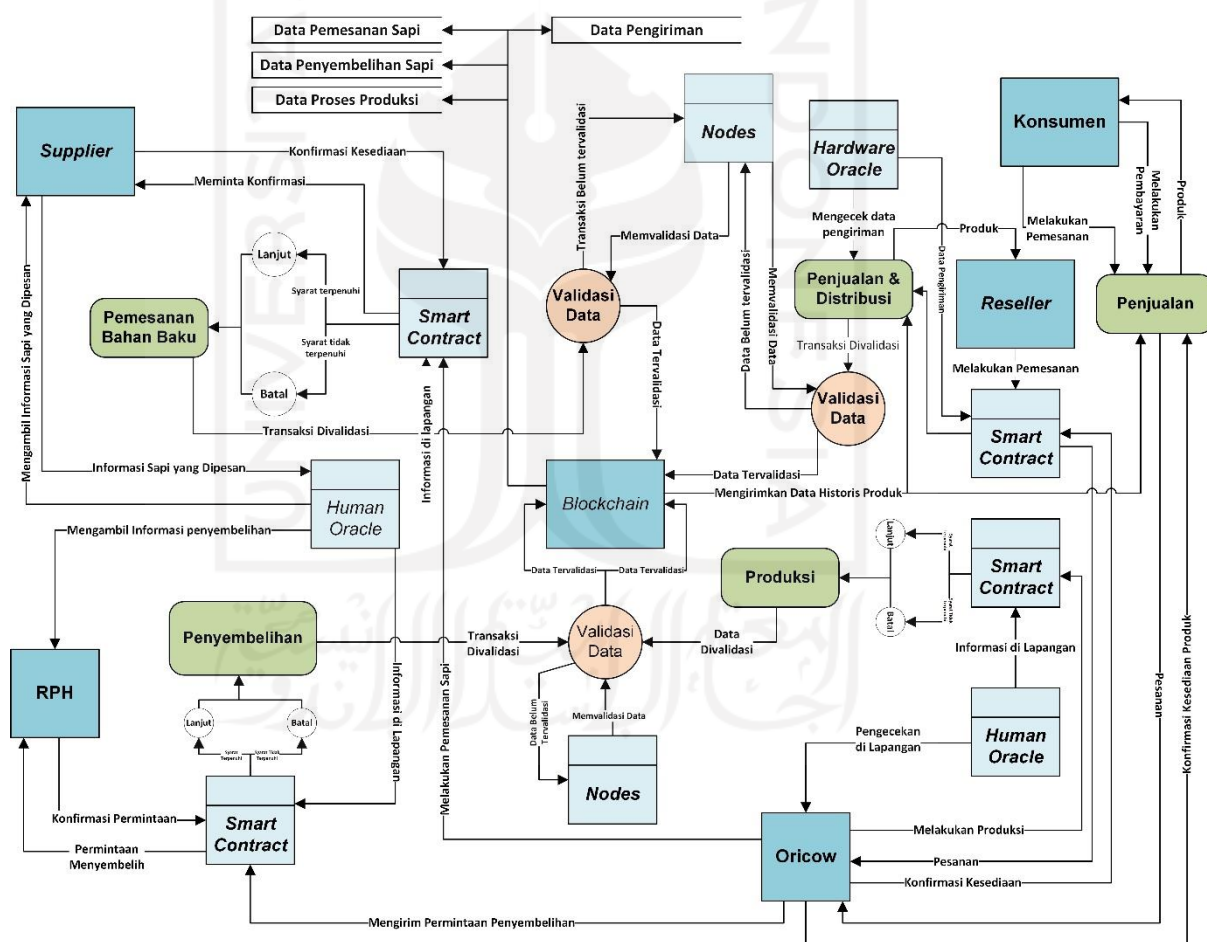 Data Pemesanan Sapi
Data Pengiriman
Data Penyembelihan Sapi
Data Proses Produksi
UNIVERSITA
INDONESIA
Supplier
Konfirmasi Kesediaan
Meminta Konfirmasi
Transaksi Belum tervalidasi
Nodes
Memvalidasi Data
Memvalidasi Data
Data Belum tervalidasi
Hardware
Oracle
Mengecek data
pengiriman
Data Pengiriman
Produk
Konsumen
Melakukan
Pemesanan
Melakukan
Pembayaran
Produk
Penjualan &
Distribusi
Reseller
Penjualan
Mengambil Informasi Sapi yang Dipesan
Lanjut
Syarat terpenuhi
Pemesanan
Bahan Baku
Syarat tidak
terpenuhi
Batal
Smart
Contract
Validasi
Data
Transaksi Divalidasi
Transaksi Divalidasi
Validasi
Data
Melakukan Pemesanan
Smart
Contract
Data Tervalidasi
Data Tervalidasi
Informasi di lapangan
Informasi Sapi yang Dipesan
Human
Oracle
Mengambil Informasi penyembelihan
Blockchain
Mengirimkan Data Historis Produk
Data Tervalidasi
Data Tervalidasi
Produksi
Lanjut
Batal
Smart
Contract
Penyembelihan
Transaksi
Divalidasi
Validasi
Data
Data
Divalidasi
Informasi di Lapangan
RPH
Lanjut
Batal
Syarat
Terpenuhi
Syarat Tidak
Terpenuhi
Informasi di Lapangan
Melakukan Pemesanan Sapi
Data Belum
Tervalidasi
Memvalidasi Data
Nodes
Pengecekan
di Lapangan
Human
Oracle
Pesanan
Konfirmasi Kesediaan Produk
Konfirmasi Permintaan
Permintaan
Menyembelih
Smart
Contract
Oricow
Melakukan Produksi
Pesanan
Konfirmasi Kesediaan
Mengirim Permintaan Penyembelihan